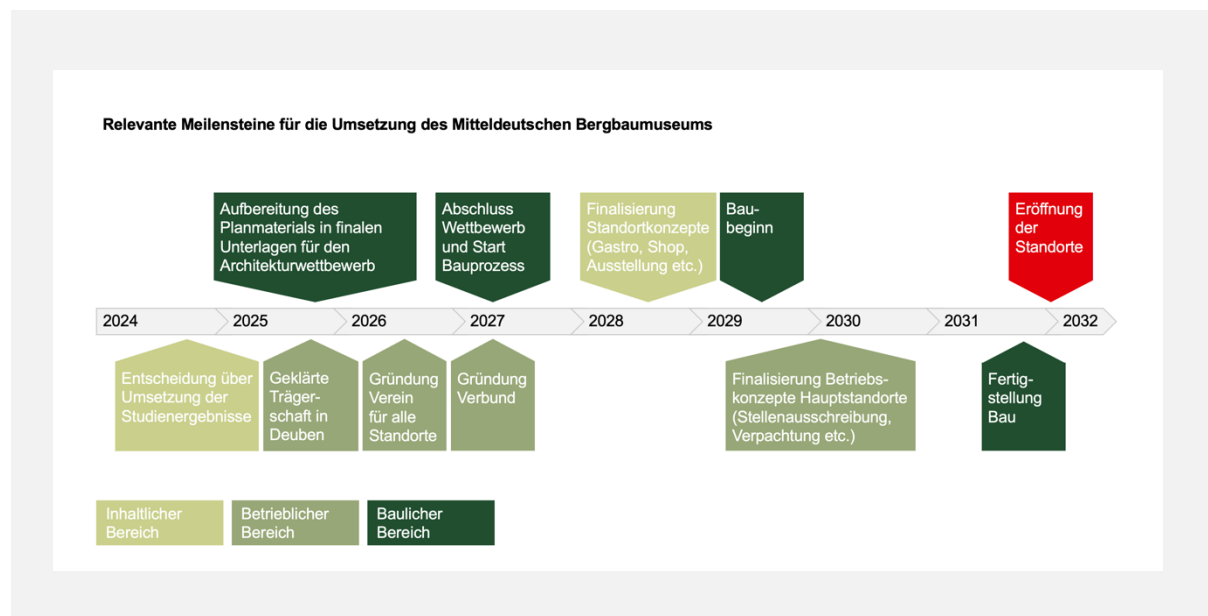 Relevante Meilensteine für die Umsetzung des Mitteldeutschen Bergbaumuseums
Aufbereitung des
Planmaterials in finalen
Unterlagen für den
Architekturwettbewerb
Abschluss
Wettbewerb
und Start
Bauprozess
Finalisierung
Standortkonzepte
(Gastro, Shop,
Ausstellung etc.)
Bau-
beginn
Eröffnung
der
Standorte
2024 2025 2026 2027 2028 2029 2030 2031 2032
Entscheidung über
Umsetzung der
Studienergebnisse
Geklärte
Träger-
schaft in
Deuben
Gründung
Verein
für alle
Standorte
Gründung
Verbund
Finalisierung Betriebs-
konzepte Hauptstandorte
(Stellenausschreibung,
Verpachtung etc.)
Fertig-
stellung
Bau
Inhaltlicher
Bereich
Betrieblicher
Bereich
Baulicher
Bereich